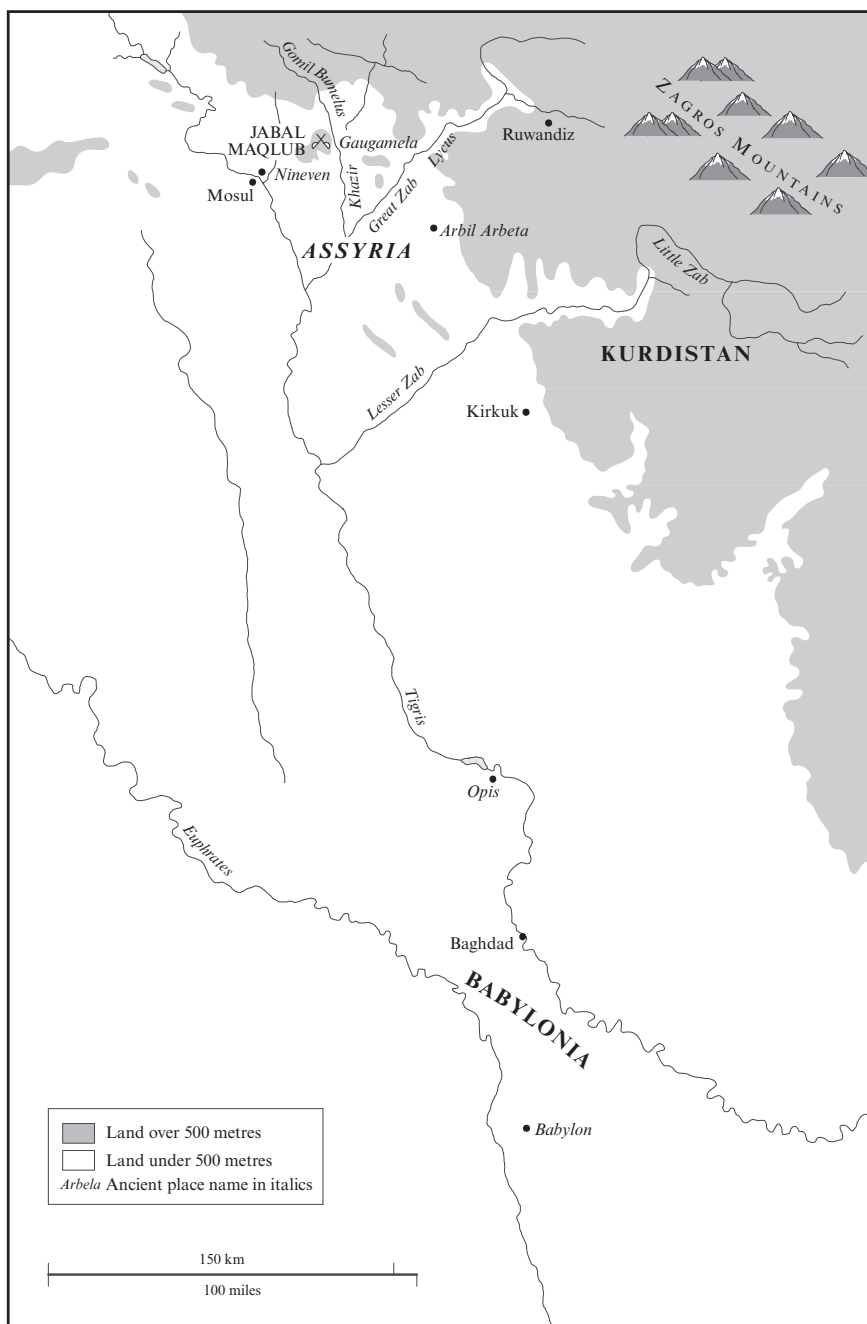 Gomil Bumelus
ZAGROS MOUNTAINS
JABAL
MAQLUB
Gaugamela
Ruwandiz
Lycus
Nineven
Mosul
Khazir
Great Zab
Arbil Arbeta
ASSYRIA
Little Zab
KURDISTAN
Lesser Zab
Kirkuk
Tigris
Opis
Euphrates
Baghdad
BABYLONIA
Babylon
Land over 500 metres
Land under 500 metres
Arbela Ancient place name in italics
150 km
100 miles